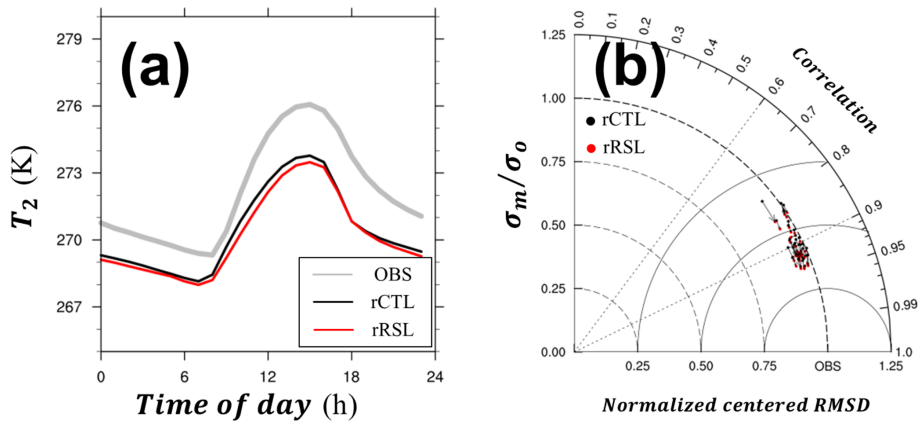 (a)
279
276
273
270
267
T2 (K)
0
6
12
18
24
Time of day (h)
OBS
rCTL
rRSL
(b)
rCTL
rRSL
σm/σo
1.25
1.00
0.75
0.50
0.25
0.00
0.25
0.50
0.75
OBS
1.25
Normalized centered RMSD
0.0
0.1
0.2
0.3
0.4
0.5
0.6
0.7
0.8
0.9
0.95
0.99
1.0
Correlation